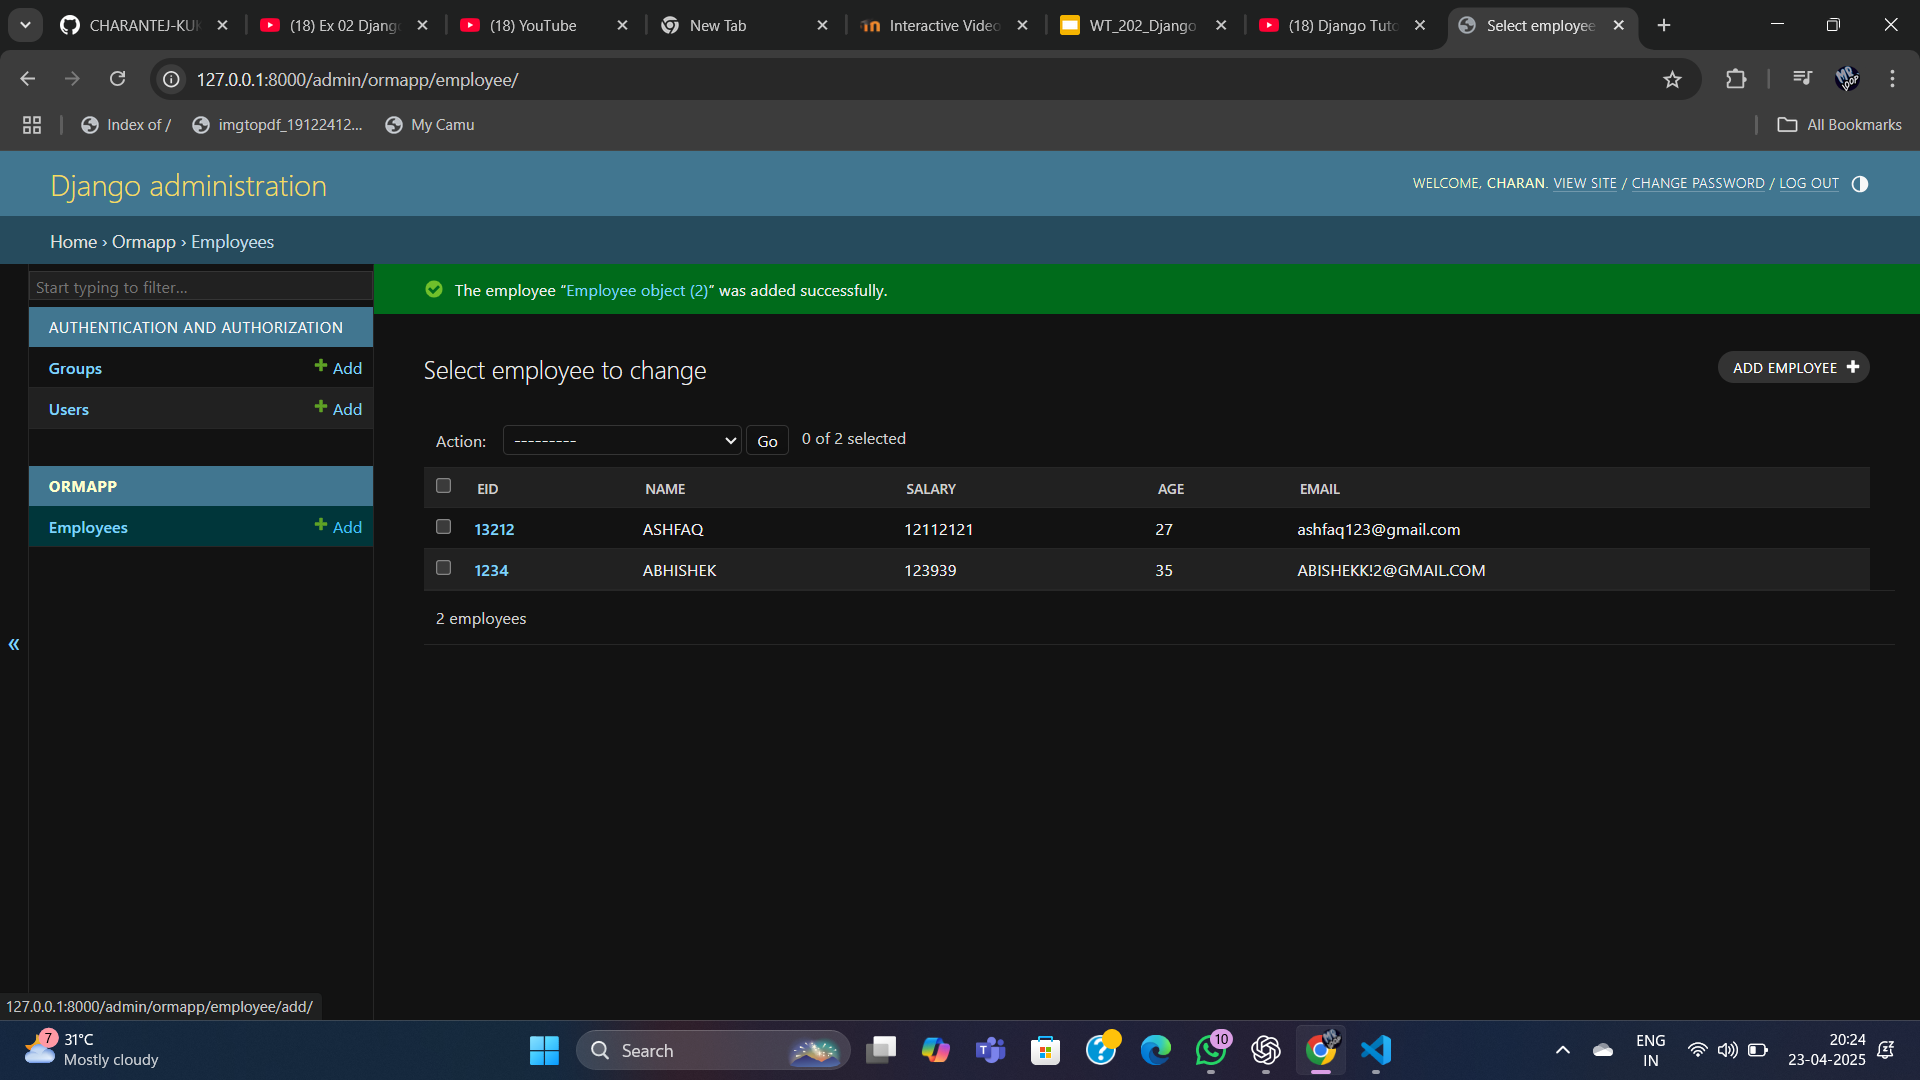 CHARANTEJ-KUK
(18) Ex 02 Djang
(18) YouTube
New Tab
Interactive Video
WT_202_Django
(18) Django Tuto
Select employee
127.0.0.1:8000/admin/ormapp/employee/
Index of /
imgtopdf_19122412...
My Camu
All Bookmarks
Django administration
WELCOME, CHARAN. VIEW SITE / CHANGE PASSWORD / LOG OUT
Home › Ormapp › Employees
Start typing to filter...
The employee “Employee object (2)” was added successfully.
AUTHENTICATION AND AUTHORIZATION
Groups Add
Users Add
ORMAPP
Employees Add
«
Select employee to change
ADD EMPLOYEE
Action: --------- Go 0 of 2 selected
EID NAME SALARY AGE EMAIL
13212 ASHFAQ 12112121 27 ashfaq123@gmail.com
1234 ABHISHEK 123939 35 ABISHEKK!2@GMAIL.COM
2 employees
127.0.0.1:8000/admin/ormapp/employee/add/
7
31°C
Mostly cloudy
Search
10
ENG
IN
20:24
23-04-2025